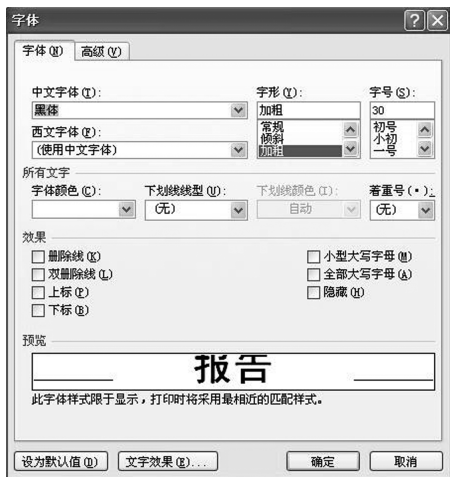 字体
字体(N) 高级(V)
中文字体(T): 字形(Y): 字号(S):
黑体 加粗 30
西文字体(F): 常规 初号
倾斜 小初
(使用中文字体) 加粗 一号
所有文字
字体颜色(C): 下划线线型(U): 下划线颜色(I): 着重号(·):
(无) 自动 (无)
效果
删除线(K) 小型大写字母(M)
双删除线(L) 全部大写字母(A)
上标(P) 隐藏(H)
下标(B)
预览
报告
此字体样式限于显示，打印时将采用最相近的匹配样式。
设为默认值(D) 文字效果(E)... 确定 取消